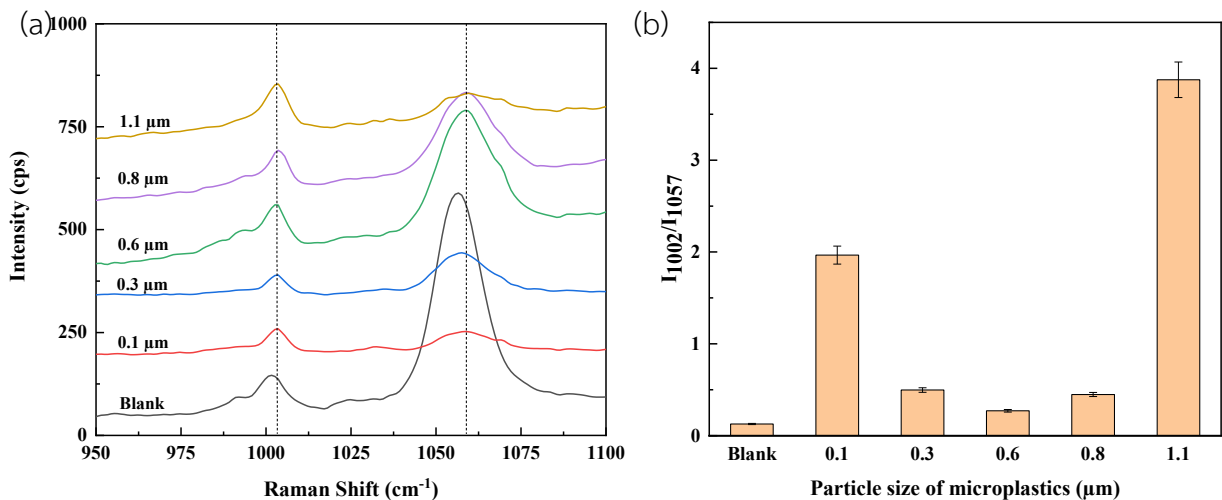 (a)
1000
750
500
250
0
Intensity (cps)
1.1 µm
0.8 µm
0.6 µm
0.3 µm
0.1 µm
Blank
950 975 1000 1025 1050 1075 1100
Raman Shift (cm⁻¹)
(b)
4
3
2
1
0
I₁₀₀₂/I₁₀₅₇
Blank 0.1 0.3 0.6 0.8 1.1
Particle size of microplastics (µm)